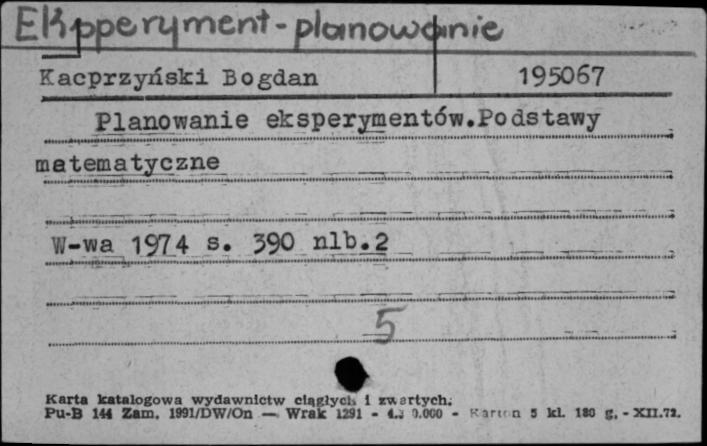 Ekpperyment-planowanie
Kacprzyński Bogdan 195067
Planowanie eksperymentów.Podstawy
matematyczne
W-wa 1974 s. 390 nlb.2
5
Karta katalogowa wydawnictw ciągłych i zwartych.
Pu-B 144 Zam. 1991/DW/On — Wrak 1291 - - Karton 5 kl. 180 g. - XII.72.